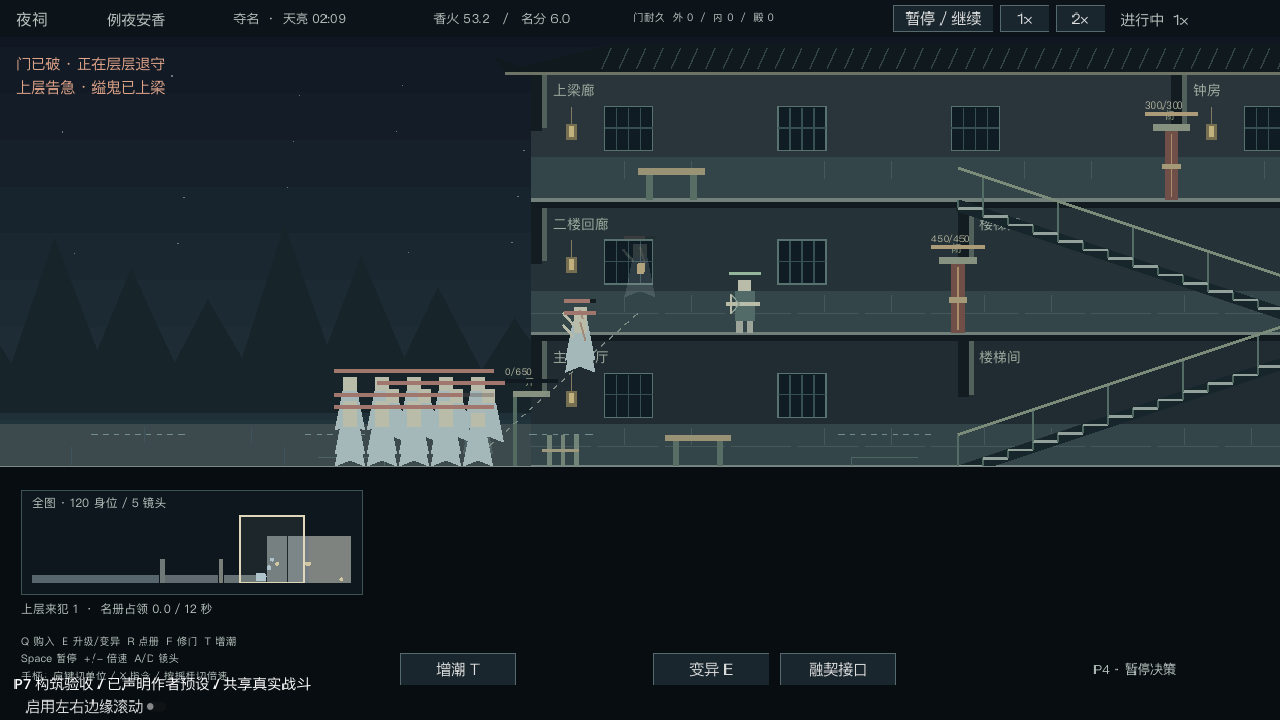 夜祠
例夜安香
夺名 · 天亮 02:09
香火 53.2 / 名分 6.0
门耐久 外 0 / 内 0 / 殿 0
暂停 / 继续
1×
2×
进行中 1×
门已破 · 正在层层退守
上层告急 · 缢鬼已上梁
上梁廊
钟房
300/300
二楼回廊
450/450
主
厅
楼梯间
0/650
全图 · 120 身位 / 5 镜头
上层来犯 1 · 名册占领 0.0 / 12 秒
Q 购入 E 升级/变异 R 点册 F 修门 T 增潮
Space 暂停 +/− 倍速 A/D 镜头
P7 构筑验收 / 已声明作者预设 / 共享真实战斗
启用左右边缘滚动
增潮 T
变异 E
融契接口
P4 - 暂停决策